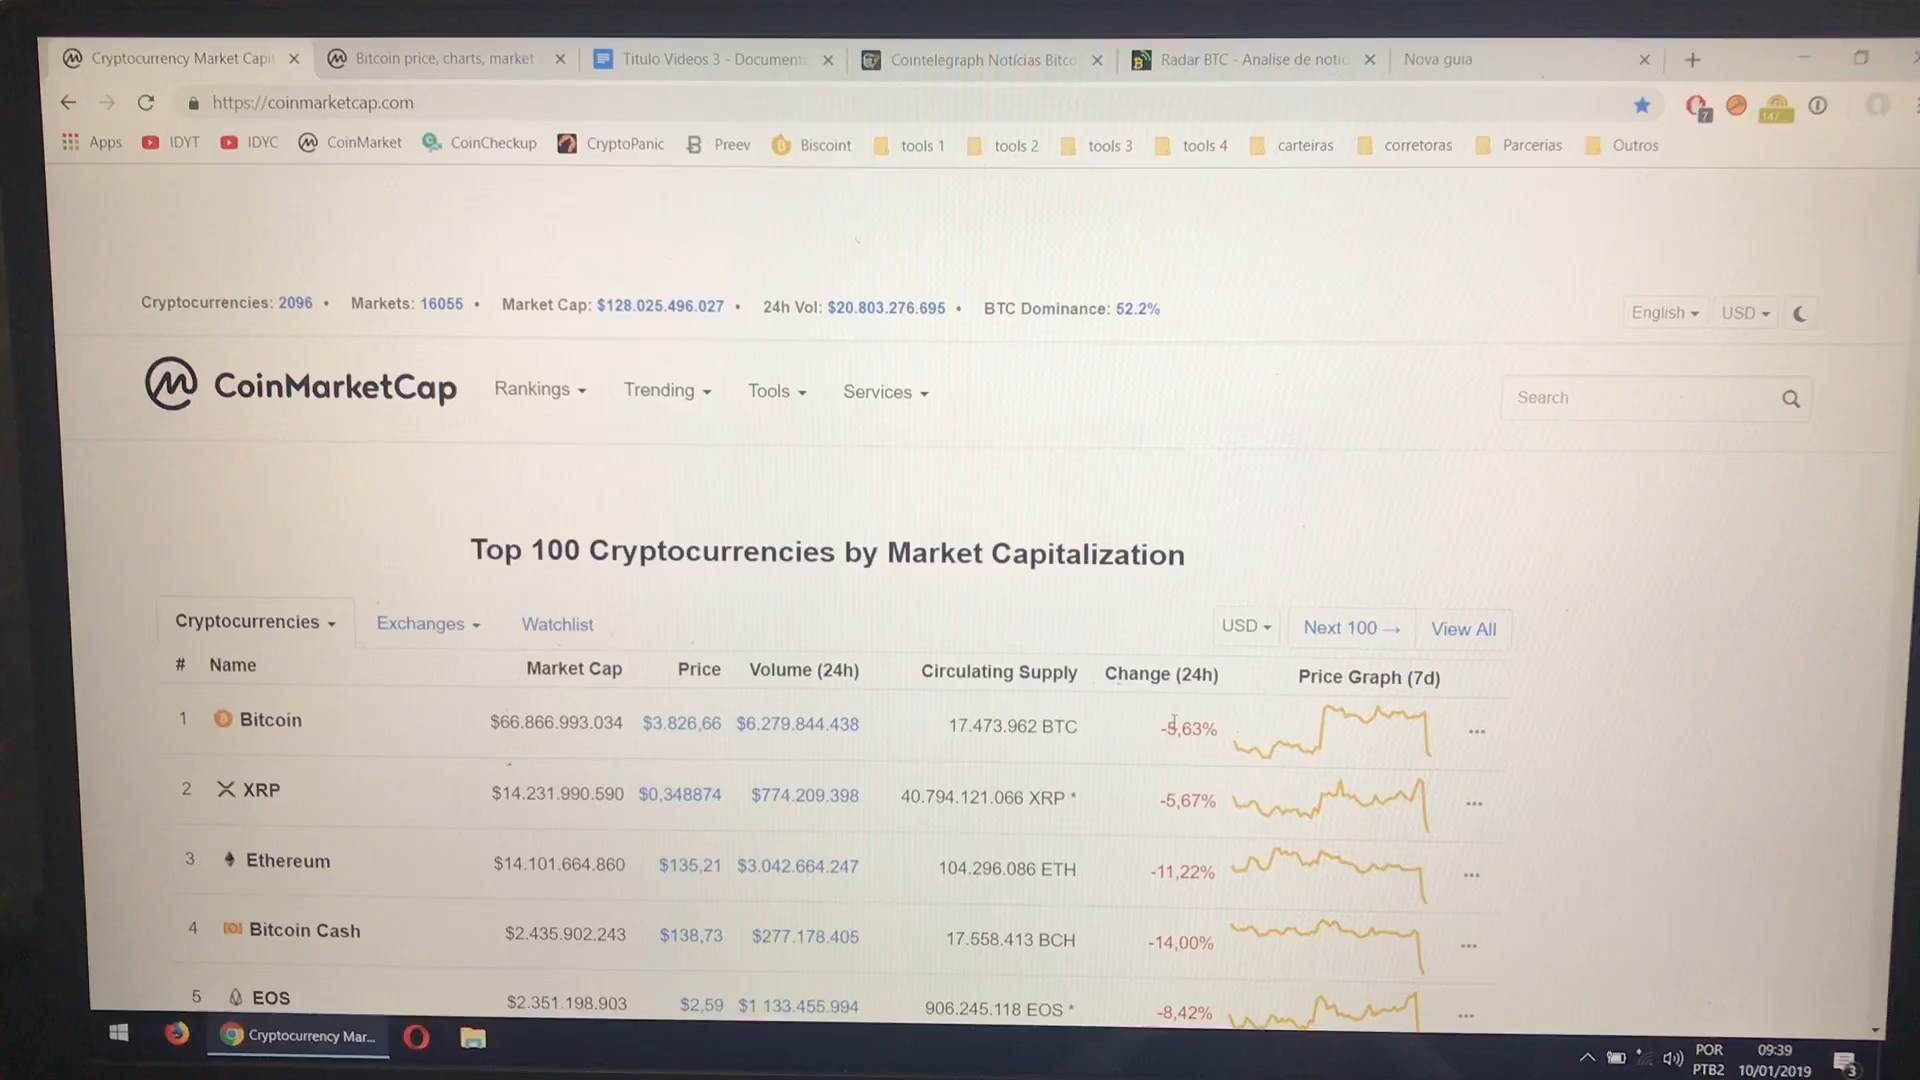 Cryptocurrency Market Capi Bitcoin price, charts, market Titulo Videos 3 - Document Cointelegraph Notícias Bitco Radar BTC - Analise de notic Nova guia
https://coinmarketcap.com 7 147
Apps IDYT IDYC CoinMarket CoinCheckup CryptoPanic Preev Biscoint tools 1 tools 2 tools 3 tools 4 carteiras corretoras Parcerias Outros
Cryptocurrencies: 2096 • Markets: 16055 • Market Cap: $128.025.496.027 • 24h Vol: $20.803.276.695 • BTC Dominance: 52.2% English USD
CoinMarketCap Rankings Trending Tools Services Search
Top 100 Cryptocurrencies by Market Capitalization
Cryptocurrencies Exchanges Watchlist USD Next 100 → View All
# Name Market Cap Price Volume (24h) Circulating Supply Change (24h) Price Graph (7d)
1 Bitcoin $66.866.993.034 $3.826,66 $6.279.844.438 17.473.962 BTC ,63% ...
2 XRP $14.231.990.590 $0,348874 $774.209.398 40.794.121.066 XRP * -5,67% ...
3 Ethereum $14.101.664.860 $135,21 $3.042.664.247 104.296.086 ETH -11,22% ...
4 Bitcoin Cash $2.435.902.243 $138,73 $277.178.405 17.558.413 BCH -14,00% ...
5 EOS $2.351.198.903 $2,59 $1 133.455.994 906.245.118 EOS * -8,42% ...
Cryptocurrency Mar... POR 09:39
PTB2 10/01/2019 3